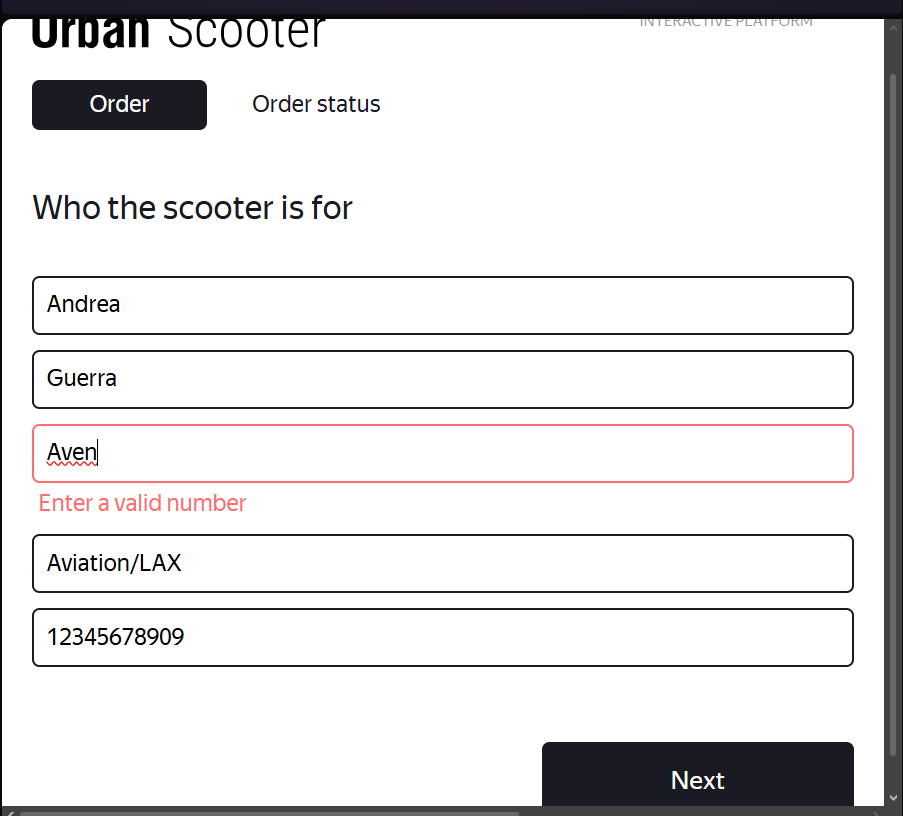 Urban Scooter
INTERACTIVE PLATFORM
Order
Order status
Who the scooter is for
Andrea
Guerra
Aven
Enter a valid number
Aviation/LAX
12345678909
Next